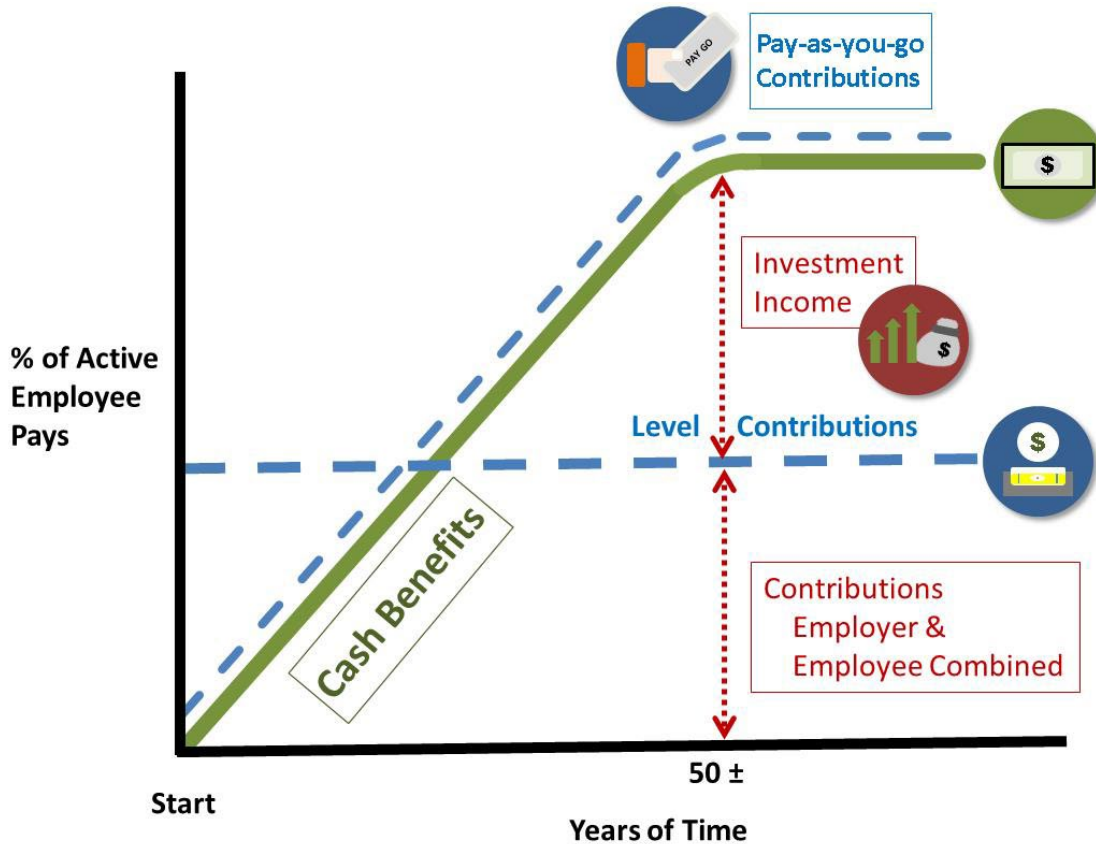 PAY GO
Pay-as-you-go
Contributions
$
Investment
Income
$
% of Active
Employee
Pays
Level Contributions
$
Cash Benefits
Contributions
Employer &
Employee Combined
50 ±
Start
Years of Time